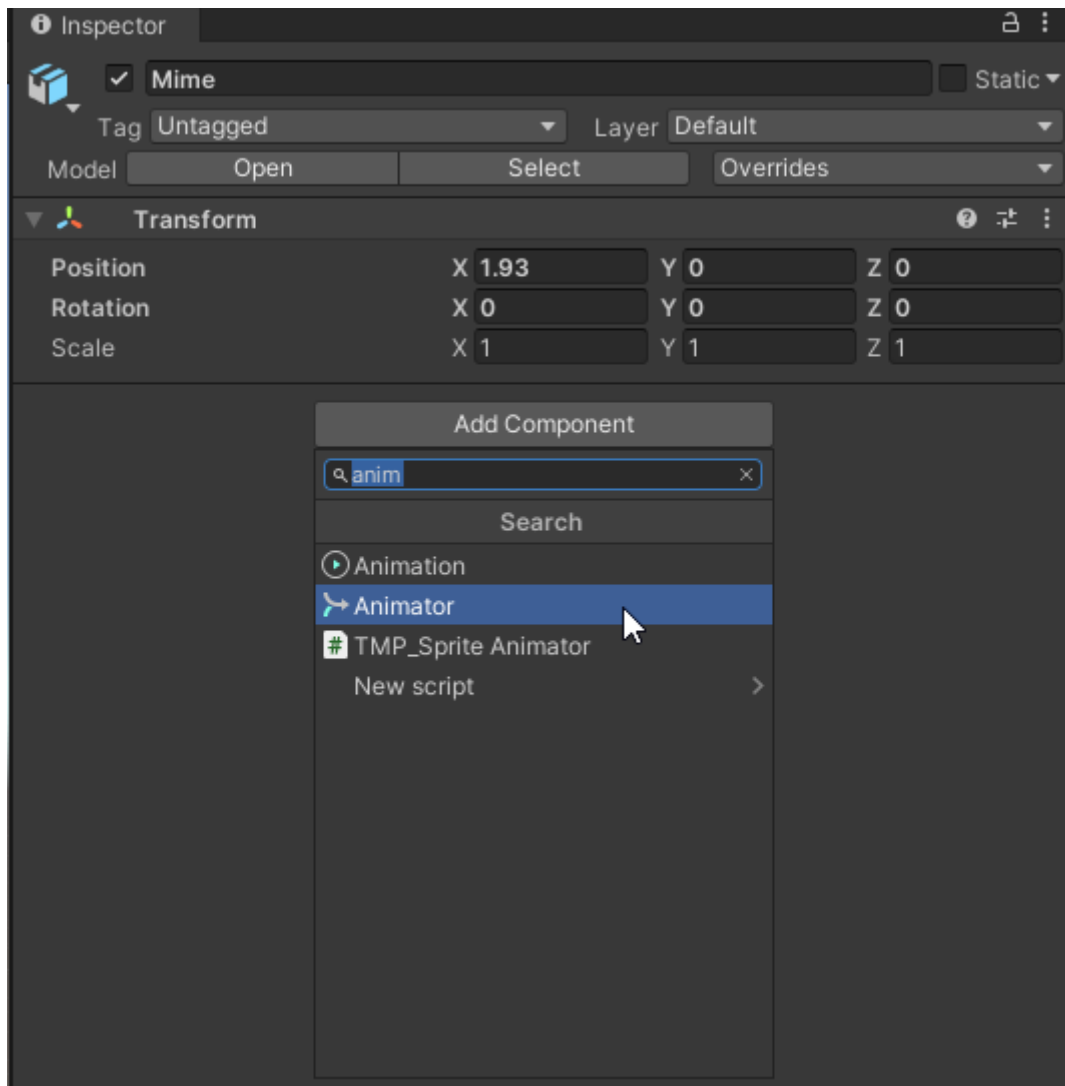 Inspector
Mime Static
Tag Untagged Layer Default
Model Open Select Overrides
Transform
Position X 1.93 Y 0 Z 0
Rotation X 0 Y 0 Z 0
Scale X 1 Y 1 Z 1
Add Component
anim
Search
Animation
Animator
# TMP_Sprite Animator
New script